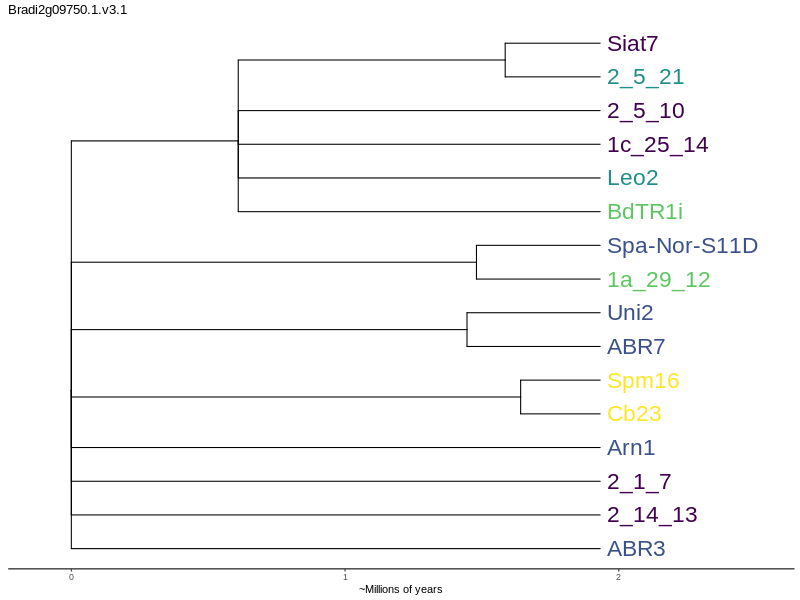 Bradi2g09750.1.v3.1
Siat7
2_5_21
2_5_10
1c_25_14
Leo2
BdTR1i
Spa-Nor-S11D
1a_29_12
Uni2
ABR7
Spm16
Cb23
Arn1
2_1_7
2_14_13
ABR3
0 1 2
~Millions of years